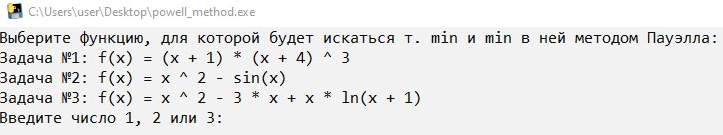 C:\Users\user\Desktop\powell_method.exe
Выберите функцию, для которой будет искаться т. min и min в ней методом Пауэлла:
Задача №1: f(x) = (x + 1) * (x + 4) ^ 3
Задача №2: f(x) = x ^ 2 - sin(x)
Задача №3: f(x) = x ^ 2 - 3 * x + x * ln(x + 1)
Введите число 1, 2 или 3: